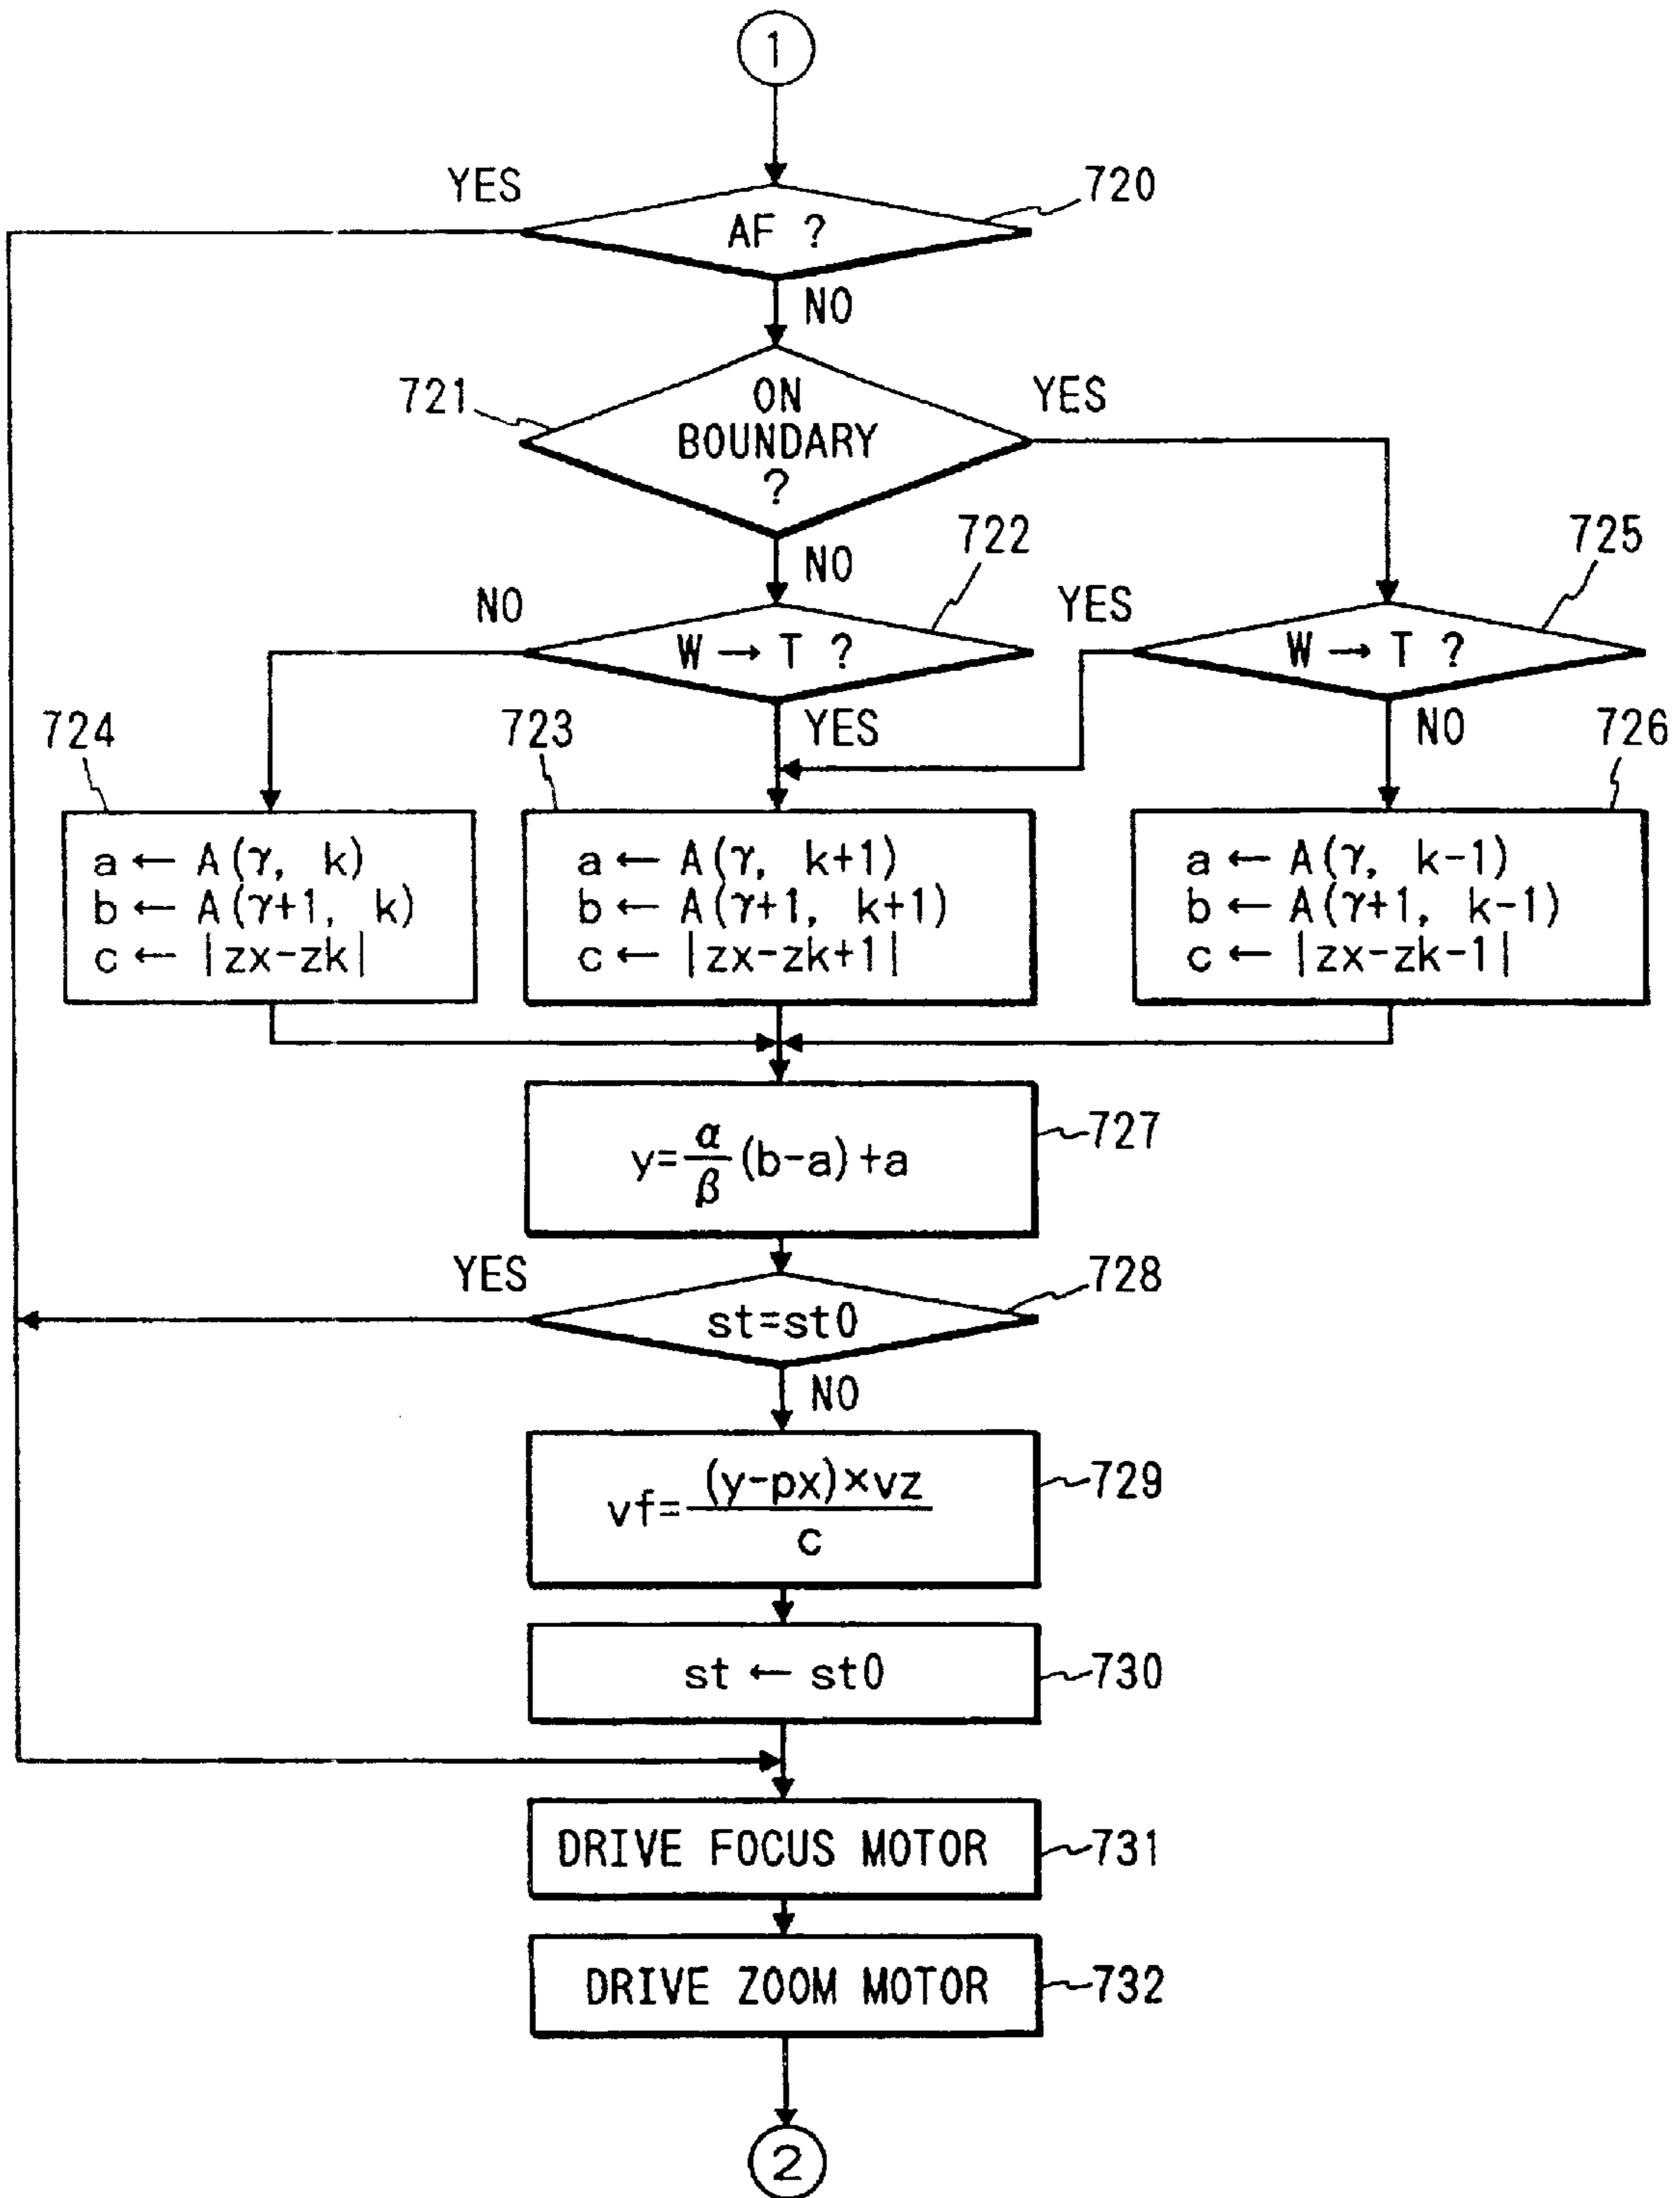 1
YES
720
AF ?
NO
721
ON
BOUNDARY
?
YES
NO
722
725
NO
W → T ?
YES
W → T ?
724
723
YES
NO
726
a ← A(γ, k)
b ← A(γ+1, k)
c ← |zx-zk|
a ← A(γ, k+1)
b ← A(γ+1, k+1)
c ← |zx-zk+1|
a ← A(γ, k-1)
b ← A(γ+1, k-1)
c ← |zx-zk-1|
y=α/β(b-a)+a
727
YES
728
st=st0
NO
vf=(y-px)×vz/c
729
st ← st0
730
DRIVE FOCUS MOTOR
731
DRIVE ZOOM MOTOR
732
2